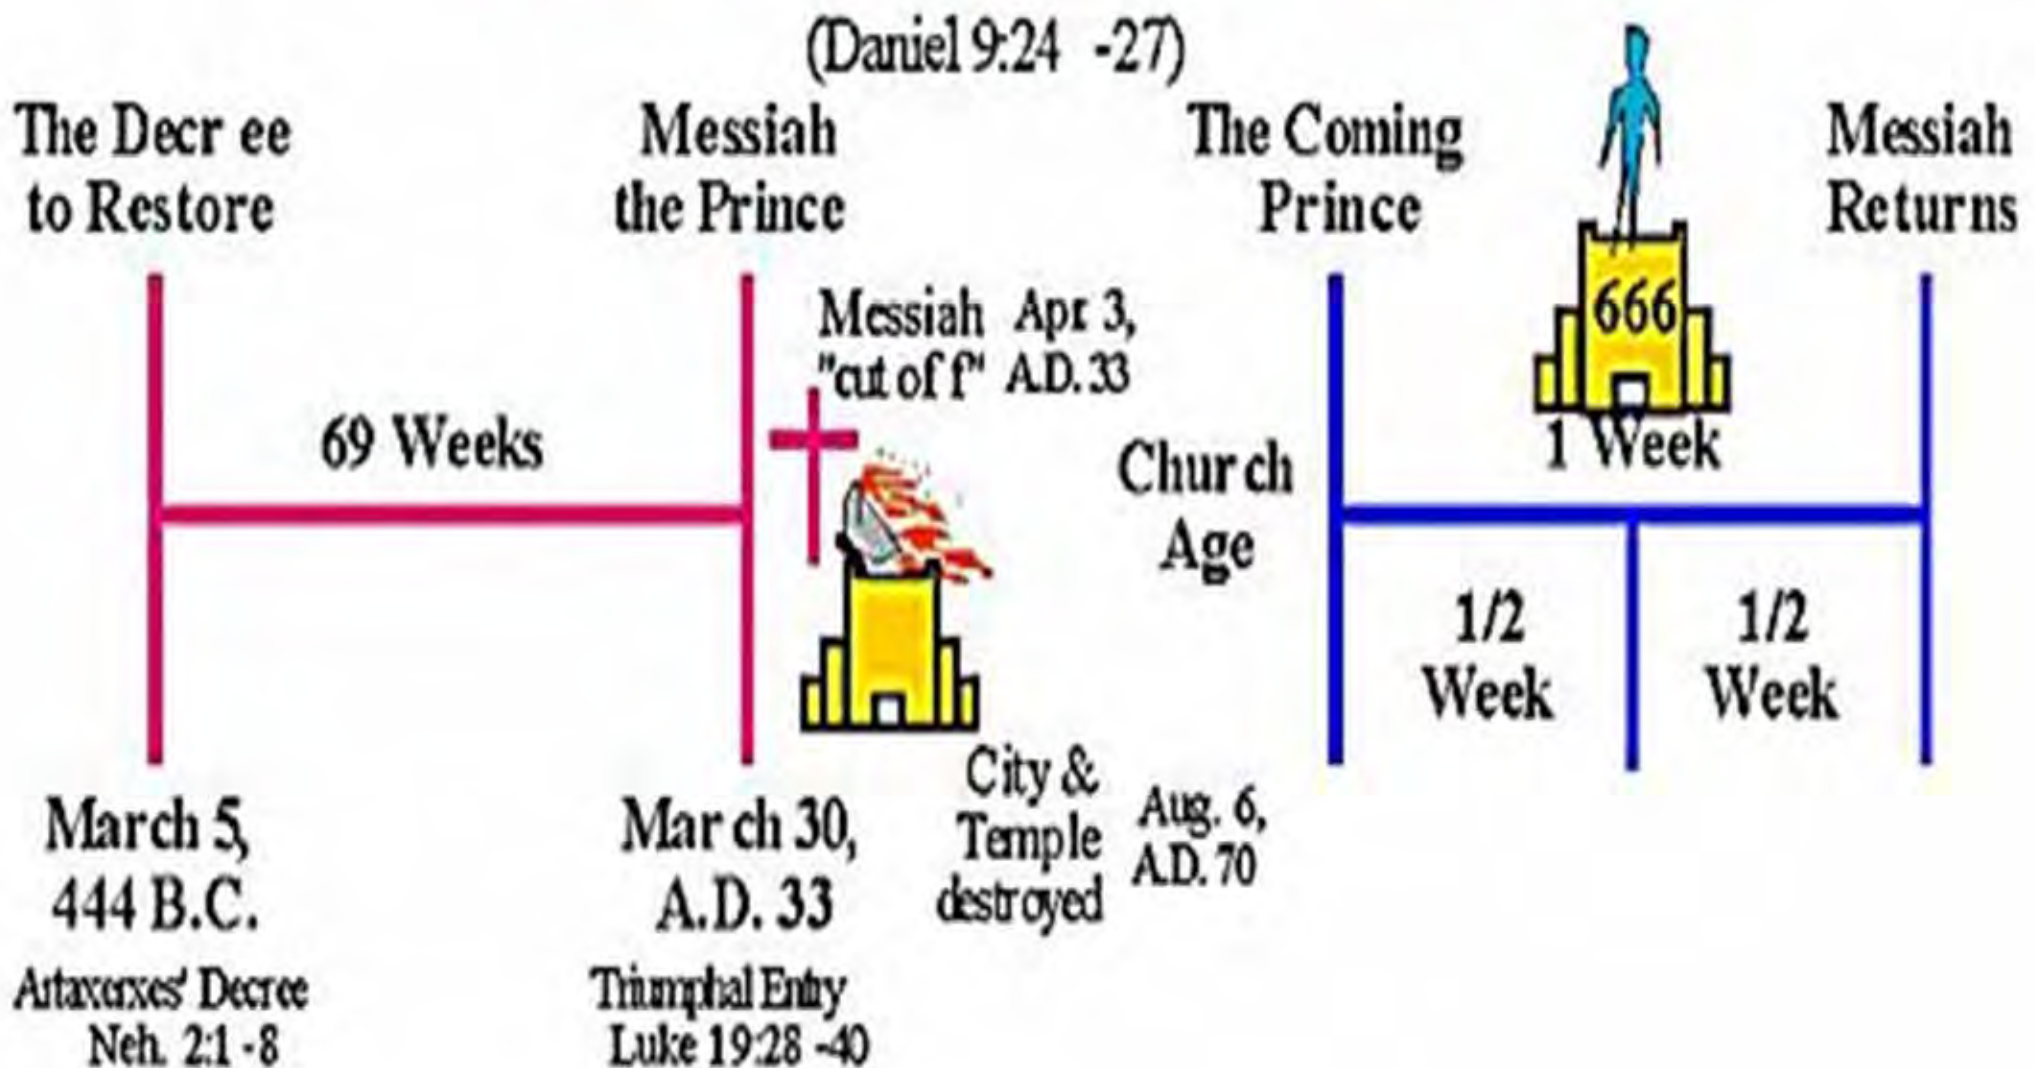 (Daniel 9:24 -27)
The Decr ee
to Restore
Messiah
the Prince
The Coming
Prince
Messiah
Returns
Messiah Apr. 3,
"cut of f" A.D. 33
666
69 Weeks
1 Week
Chur ch
Age
1/2
Week
1/2
Week
March 5,
444 B.C.
Artaxerxes' Decree
Neh. 2:1 -8
Mar ch 30,
A.D. 33
Triumphal Entry
Luke 19:28 -40
City &
Temple
destroyed
Aug. 6,
A.D. 70